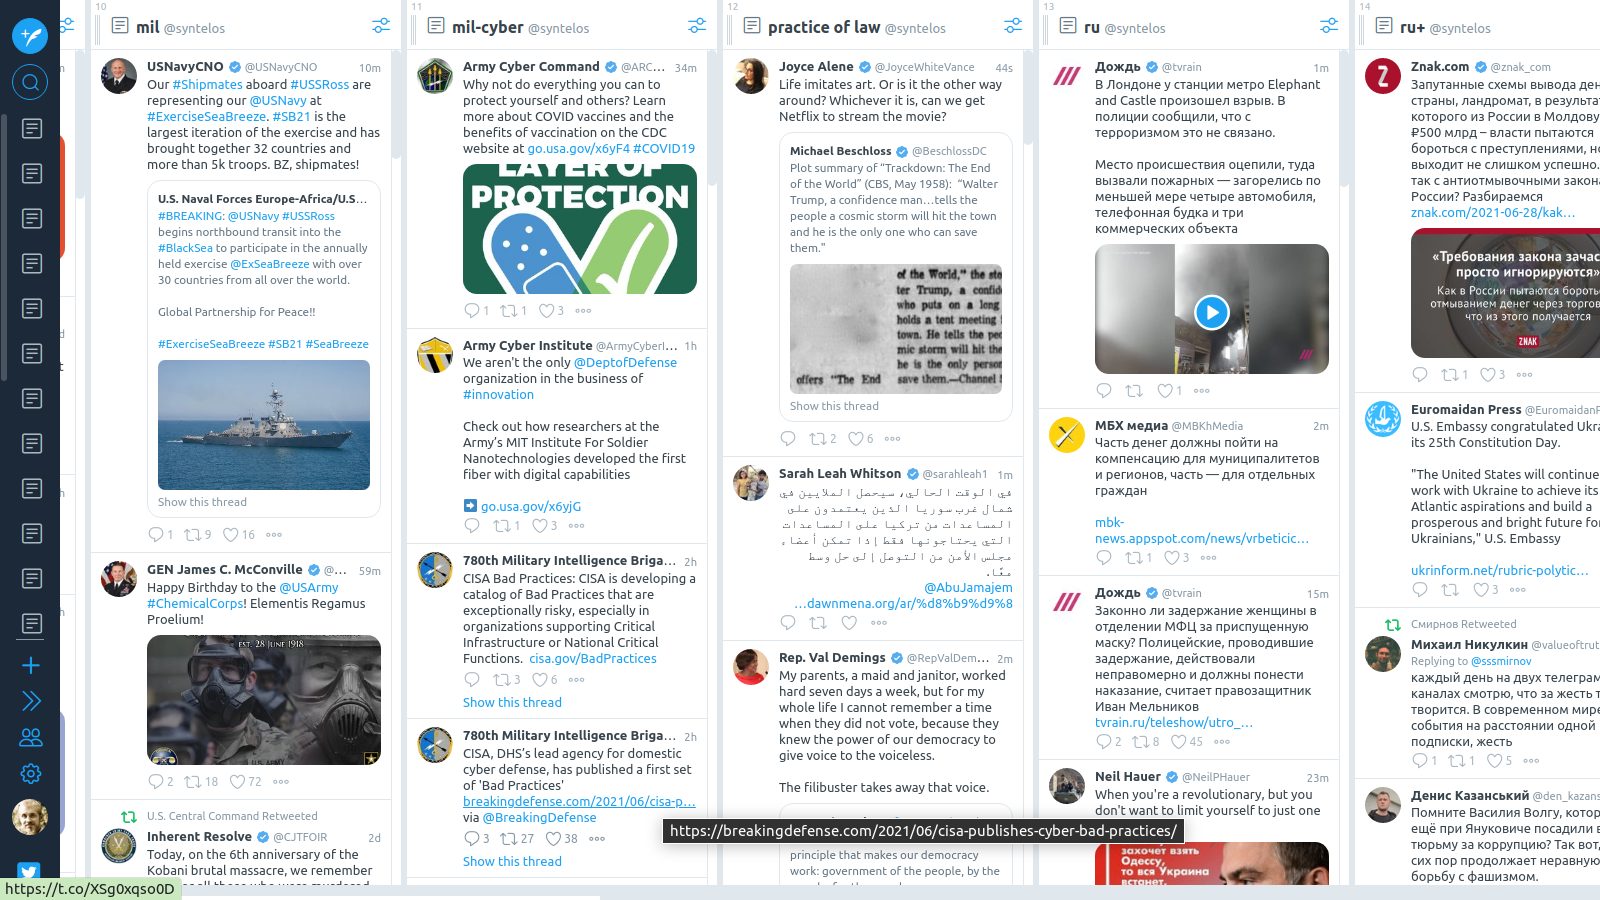 10
mil @syntelos
USNavyCNO @USNavyCNO 10m
Our #Shipmates aboard #USSRoss are
representing our @USNavy at
#ExerciseSeaBreeze. #SB21 is the
largest iteration of the exercise and has
brought together 32 countries and
more than 5k troops. BZ, shipmates!
U.S. Naval Forces Europe-Africa/U.S...
#BREAKING: @USNavy #USSRoss
begins northbound transit into the
#BlackSea to participate in the annually
held exercise @ExSeaBreeze with over
30 countries from all over the world.
Global Partnership for Peace!!
#ExerciseSeaBreeze #SB21 #SeaBreeze
Show this thread
1 9 16
GEN James C. McConville @... 59m
Happy Birthday to the @USArmy
#ChemicalCorps! Elementis Regamus
Proelium!
EST. 28 JUNE 1918
U.S. ARMY
2 18 72
U.S. Central Command Retweeted
Inherent Resolve @CJTFOIR 2d
Today, on the 6th anniversary of the
Kobani brutal massacre, we remember
https://t.co/XSg0xqso0D
11
mil-cyber @syntelos
Army Cyber Command @ARC... 34m
Why not do everything you can to
protect yourself and others? Learn
more about COVID vaccines and the
benefits of vaccination on the CDC
website at go.usa.gov/x6yF4 #COVID19
LAYER OF
PROTECTION
1 1 3
Army Cyber Institute @ArmyCyberI... 1h
We aren't the only @DeptofDefense
organization in the business of
#innovation
Check out how researchers at the
Army's MIT Institute For Soldier
Nanotechnologies developed the first
fiber with digital capabilities
go.usa.gov/x6yjG
1 3
780th Military Intelligence Briga... 2h
CISA Bad Practices: CISA is developing a
catalog of Bad Practices that are
exceptionally risky, especially in
organizations supporting Critical
Infrastructure or National Critical
Functions. cisa.gov/BadPractices
3 6
Show this thread
780th Military Intelligence Briga... 2h
CISA, DHS's lead agency for domestic
cyber defense, has published a first set
of 'Bad Practices'
breakingdefense.com/2021/06/cisa-p...
via @BreakingDefense
3 27 38
Show this thread
https://breakingdefense.com/2021/06/cisa-publishes-cyber-bad-practices/
12
practice of law @syntelos
Joyce Alene @JoyceWhiteVance 44s
Life imitates art. Or is it the other way
around? Whichever it is, can we get
Netflix to stream the movie?
Michael Beschloss @BeschlossDC
Plot summary of "Trackdown: The End
of the World" (CBS, May 1958): "Walter
Trump, a confidence man...tells the
people a cosmic storm will hit the town
and he is the only one who can save
them."
of the World," the sto
ter Trump, a confid
who puts on a long
holds a tent meeting
town. He tells the peo
mic storm will hit the
he is the only person
offers "The End save them.—Channel
Show this thread
2 6
Sarah Leah Whitson @sarahleah1 1m
في الوقت الحالي، سيحصل الملايين في
شمال غرب سوريا الذين يعتمدون على
المساعدات من تركيا على المساعدات
التي يحتاجونها فقط إذا تمكن أعضاء
مجلس الأمن من التوصل إلى حل وسط
معًا.
@AbuJamajem
...dawnmena.org/ar/%d8%b9%d9%8
Rep. Val Demings @RepValDem... 2m
My parents, a maid and janitor, worked
hard seven days a week, but for my
whole life I cannot remember a time
when they did not vote, because they
knew the power of our democracy to
give voice to the voiceless.
The filibuster takes away that voice.
principle that makes our democracy
work: government of the people, by the
13
ru @syntelos
Дождь @tvrain 1m
В Лондоне у станции метро Elephant
and Castle произошел взрыв. В
полиции сообщили, что с
терроризмом это не связано.
Место происшествия оцепили, туда
вызвали пожарных — загорелись по
меньшей мере четыре автомобиля,
телефонная будка и три
коммерческих объекта
1
МБХ медиа @MBKhMedia 2m
Часть денег должны пойти на
компенсацию для муниципалитетов
и регионов, часть — для отдельных
граждан
mbk-
news.appspot.com/news/vrbeticic...
1 3
Дождь @tvrain 15m
Законно ли задержание женщины в
отделении МФЦ за приспущенную
маску? Полицейские, проводившие
задержание, действовали
неправомерно и должны понести
наказание, считает правозащитник
Иван Мельников
tvrain.ru/teleshow/utro_...
2 8 45
Neil Hauer @NeilPHauer 23m
When you're a revolutionary, but you
don't want to limit yourself to just one
захочет взять
Одессу,
то вся Украина
встанет.
14
ru+ @syntelos
Znak.com @znak_com
Запутанные схемы вывода ден
страны, ландромат, в результат
которого из России в Молдову
₽500 млрд – власти пытаются
бороться с преступлениями, но
выходит не слишком успешно.
так с антиотмывочными закона
России? Разбираемся
znak.com/2021-06-28/kak...
«Требования закона зачас
просто игнорируются»
Как в России пытаются бороть
отмыванием денег через торгов
что из этого получается
ZNAK
1 3
Euromaidan Press @EuromaidanP
U.S. Embassy congratulated Ukra
its 25th Constitution Day.
"The United States will continue
work with Ukraine to achieve its
Atlantic aspirations and build a
prosperous and bright future for
Ukrainians," U.S. Embassy
ukrinform.net/rubric-polytic...
3
Смирнов Retweeted
Михаил Никулкин @valueoftrut
Replying to @sssmirnov
каждый день на двух телеграм
каналах смотрю, что за жесть т
творится. В современном мире
события на расстоянии одной
подписки, жесть
1 1 5
Денис Казанський @den_kazans
Помните Василия Волгу, котор
ещё при Януковиче посадили в
тюрьму за коррупцию? Так вот,
сих пор продолжает неравную
борьбу с фашизмом.